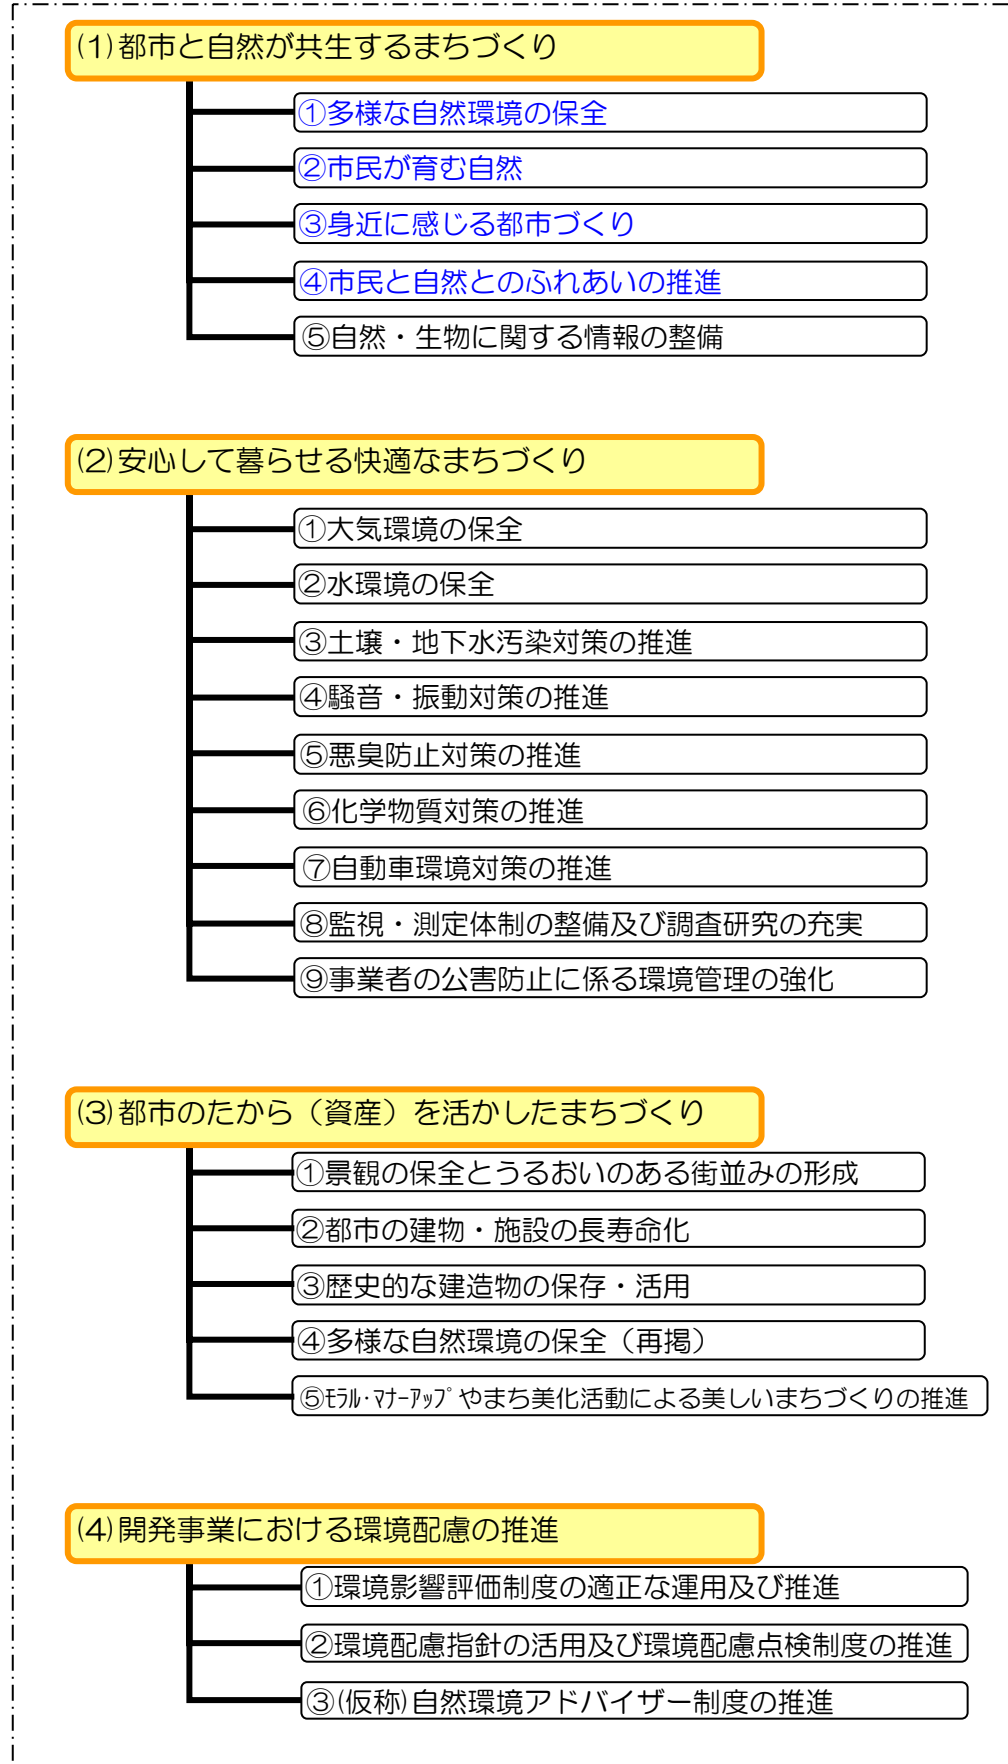 (1)都市と自然が共生するまちづくり
①多様な自然環境の保全
②市民が育む自然
③身近に感じる都市づくり
④市民と自然とのふれあいの推進
⑤自然・生物に関する情報の整備
(2)安心して暮らせる快適なまちづくり
①大気環境の保全
②水環境の保全
③土壌・地下水汚染対策の推進
④騒音・振動対策の推進
⑤悪臭防止対策の推進
⑥化学物質対策の推進
⑦自動車環境対策の推進
⑧監視・測定体制の整備及び調査研究の充実
⑨事業者の公害防止に係る環境管理の強化
(3)都市のたから（資産）を活かしたまちづくり
①景観の保全とうるおいのある街並みの形成
②都市の建物・施設の長寿命化
③歴史的な建造物の保存・活用
④多様な自然環境の保全（再掲）
⑤ﾓﾗﾙ･ﾏﾅｰｱｯﾌﾟやまち美化活動による美しいまちづくりの推進
(4)開発事業における環境配慮の推進
①環境影響評価制度の適正な運用及び推進
②環境配慮指針の活用及び環境配慮点検制度の推進
③(仮称)自然環境アドバイザー制度の推進